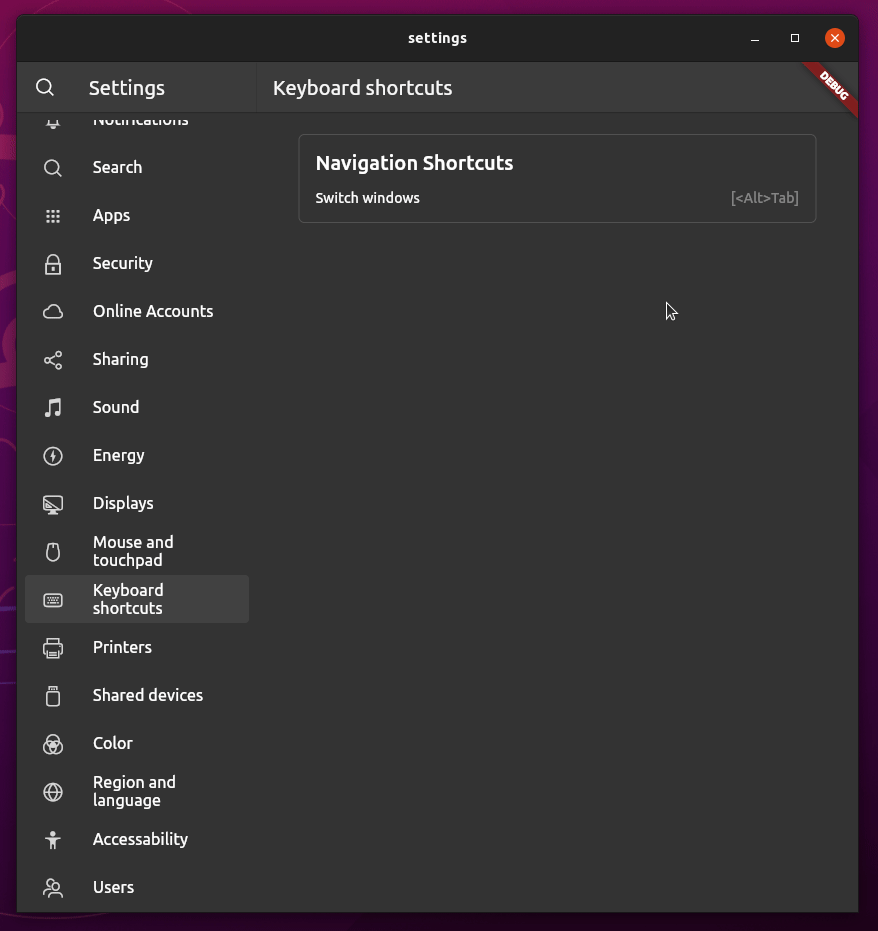 settings
Settings
Keyboard shortcuts
DEBUG
Notifications
Search
Apps
Security
Online Accounts
Sharing
Sound
Energy
Displays
Mouse and
touchpad
Keyboard
shortcuts
Printers
Shared devices
Color
Region and
language
Accessability
Users
Navigation Shortcuts
Switch windows [<Alt>Tab]